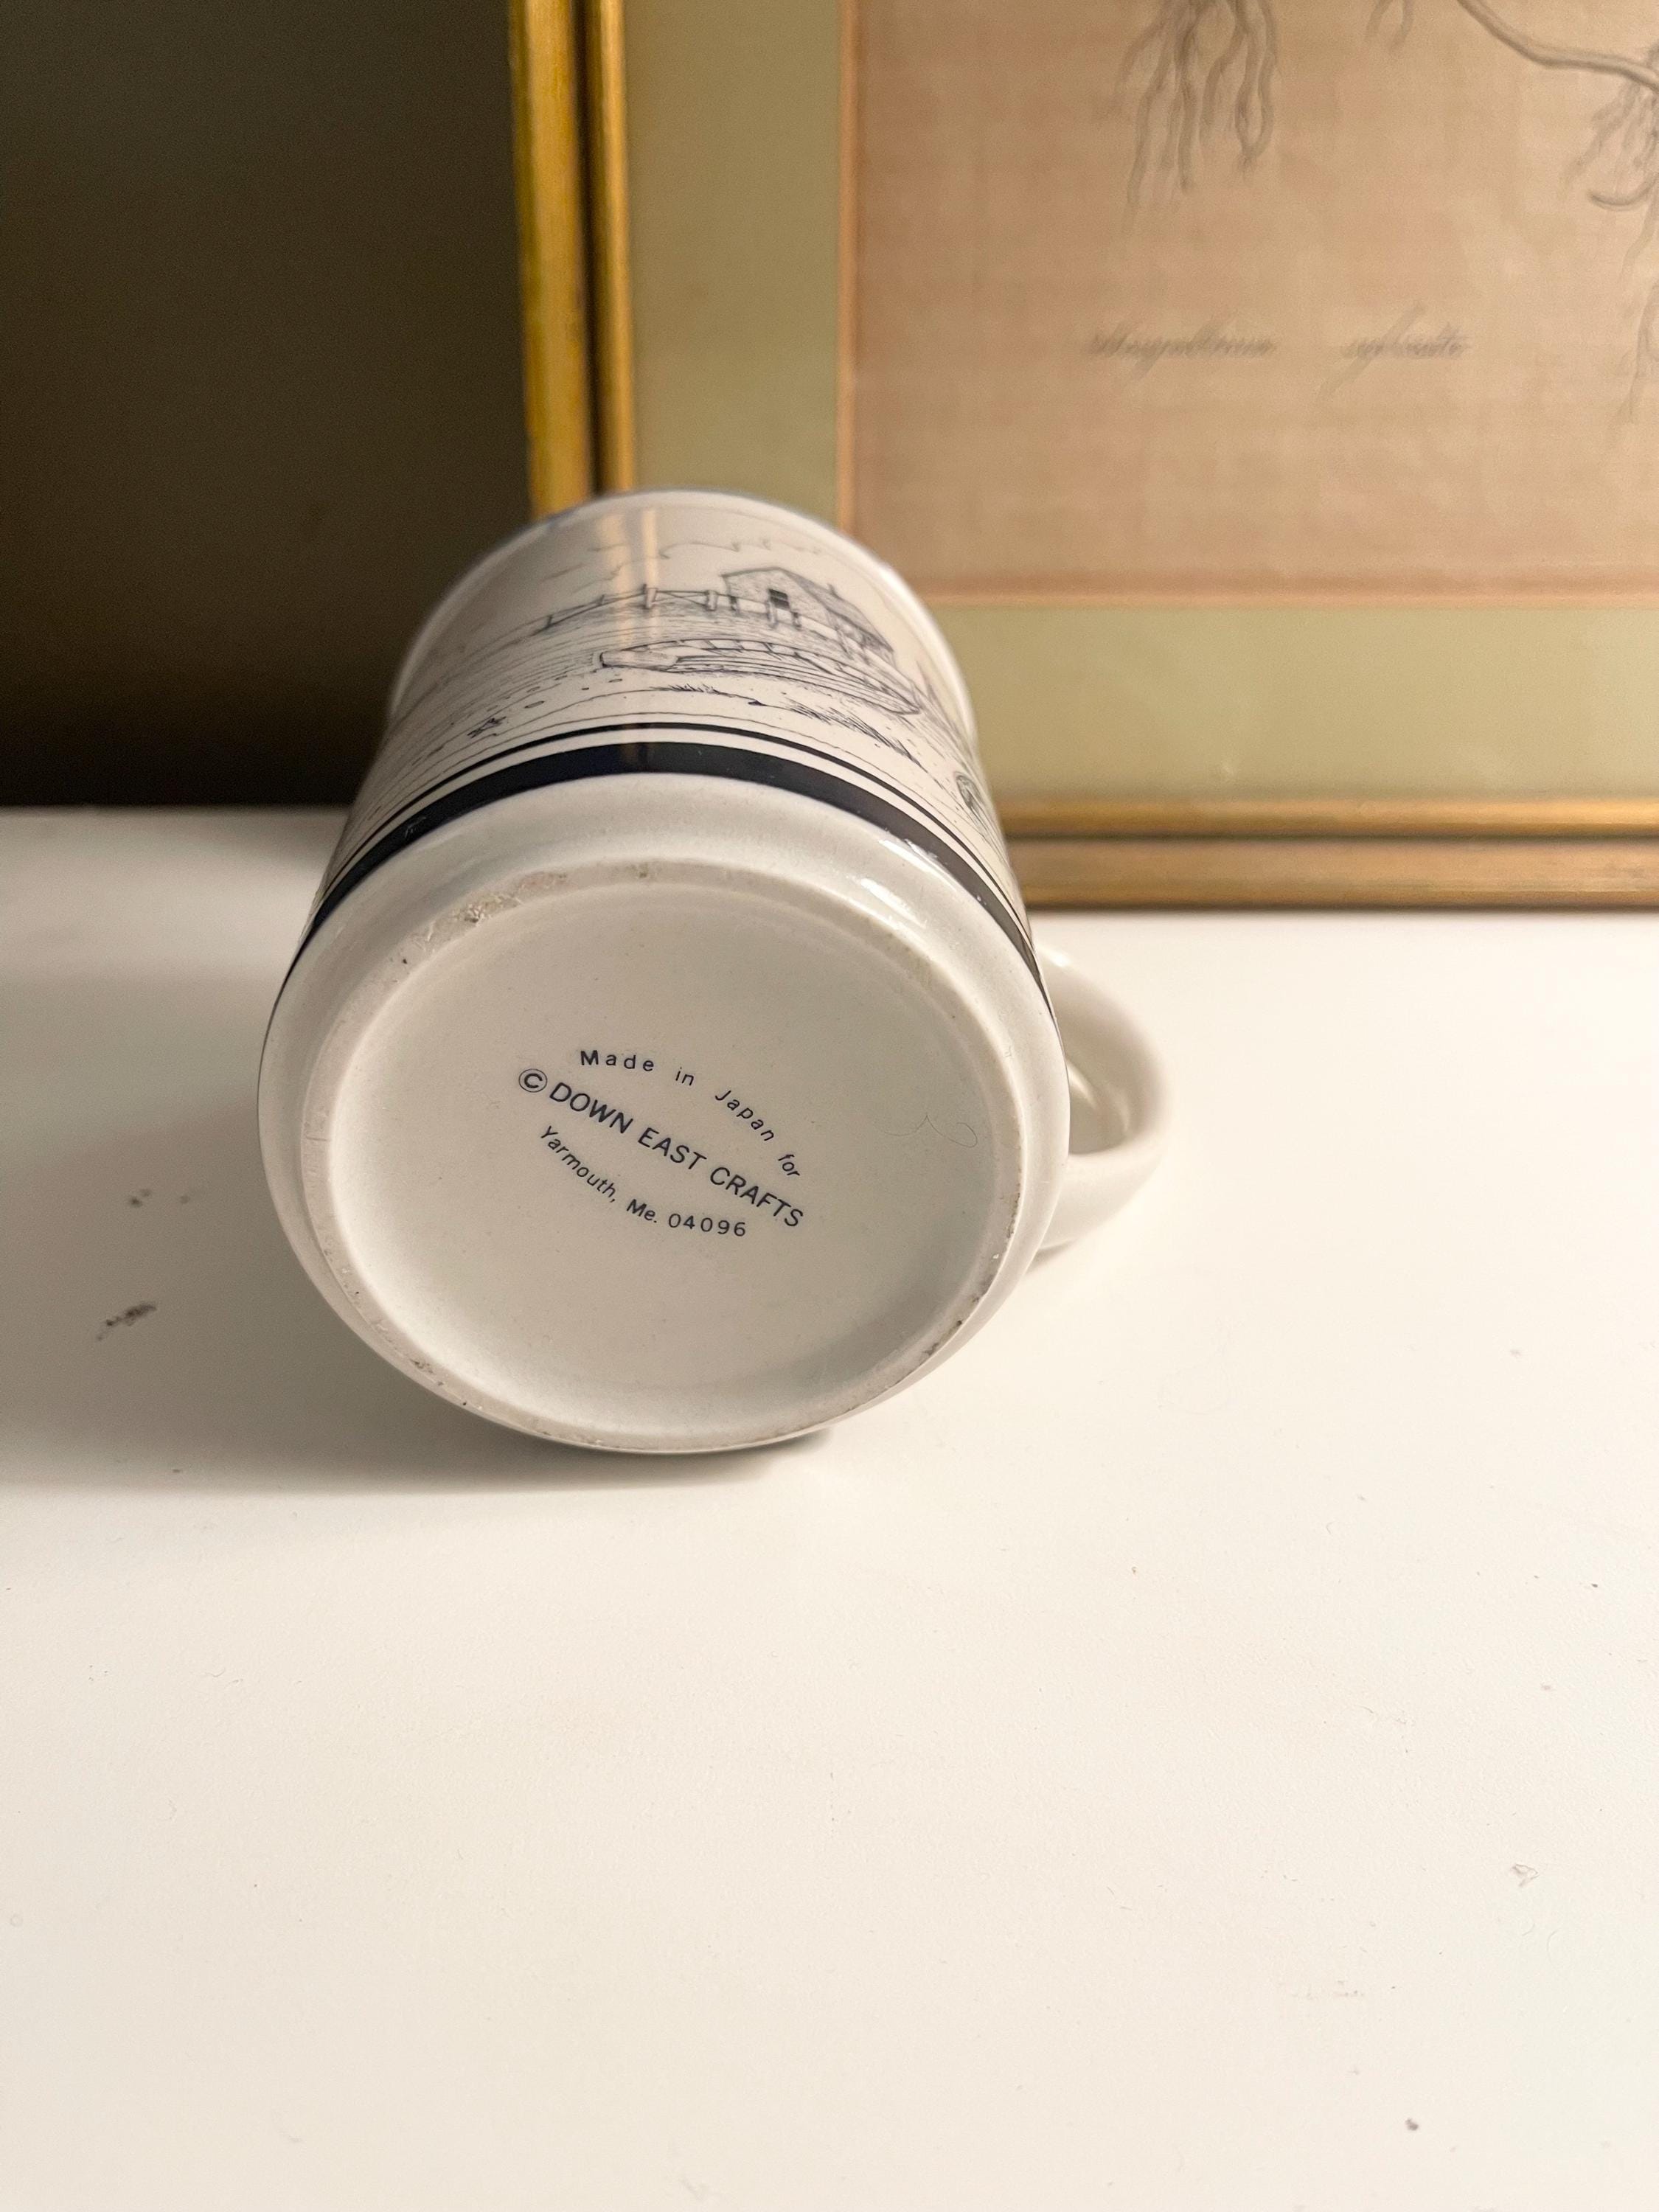 Made in Japan for
© DOWN EAST CRAFTS
Yarmouth, Me. 04096